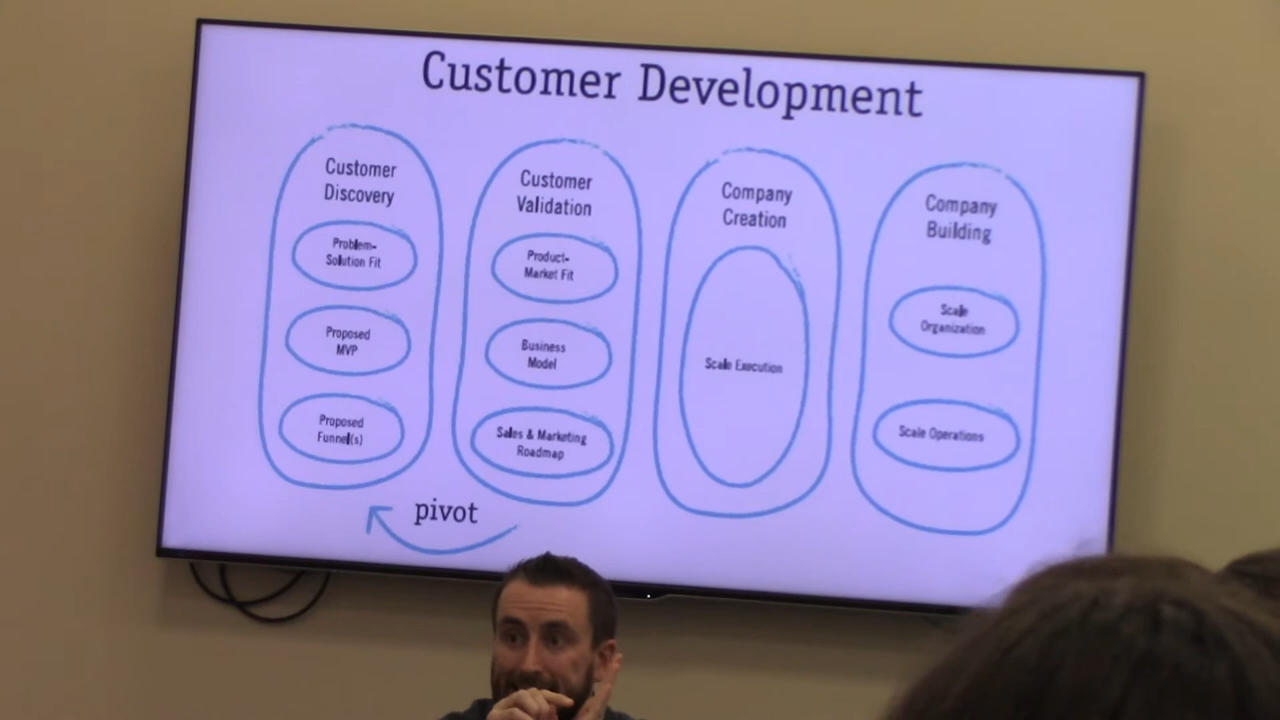 Customer Development
Customer
Discovery
Problem-
Solution Fit
Proposed
MVP
Proposed
Funnel(s)
Customer
Validation
Product-
Market Fit
Business
Model
Sales & Marketing
Roadmap
Company
Creation
Scale Execution
Company
Building
Scale
Organization
Scale Operations
pivot